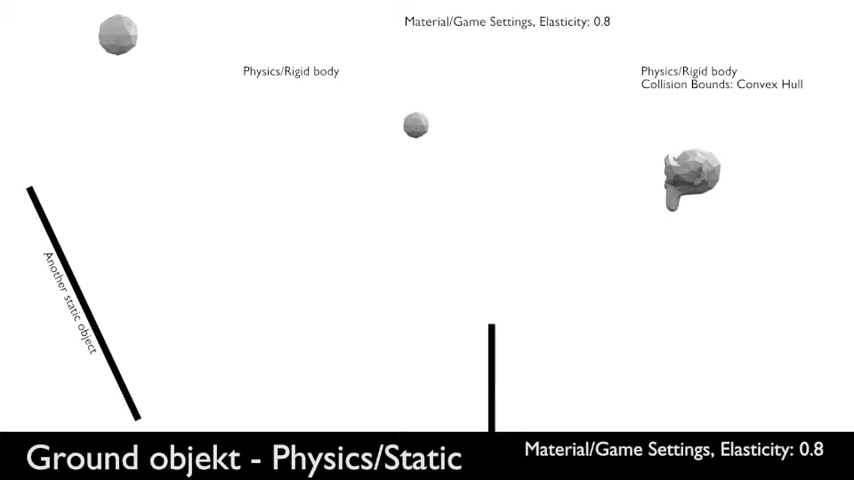 Material/Game Settings, Elasticity: 0.8
Physics/Rigid body
Physics/Rigid body
Collision Bounds: Convex Hull
Another static object
Ground objekt - Physics/Static
Material/Game Settings, Elasticity: 0.8